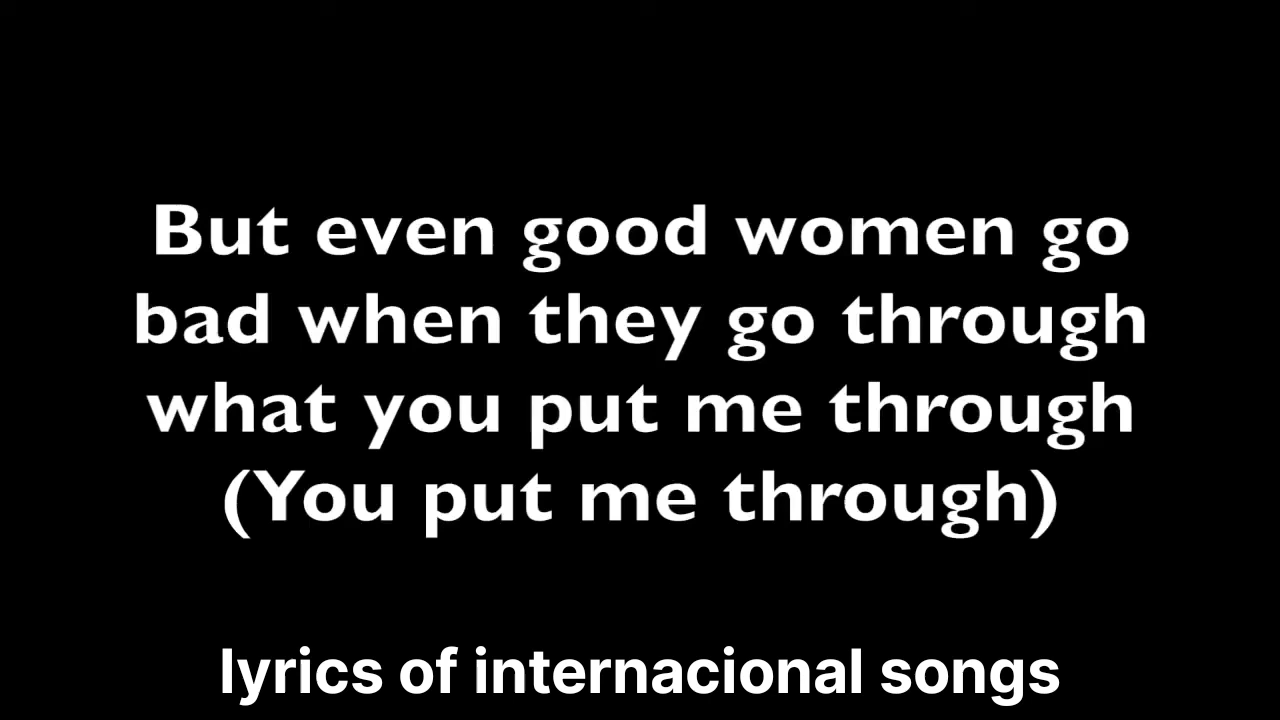 But even good women go
bad when they go through
what you put me through
(You put me through)
lyrics of internacional songs